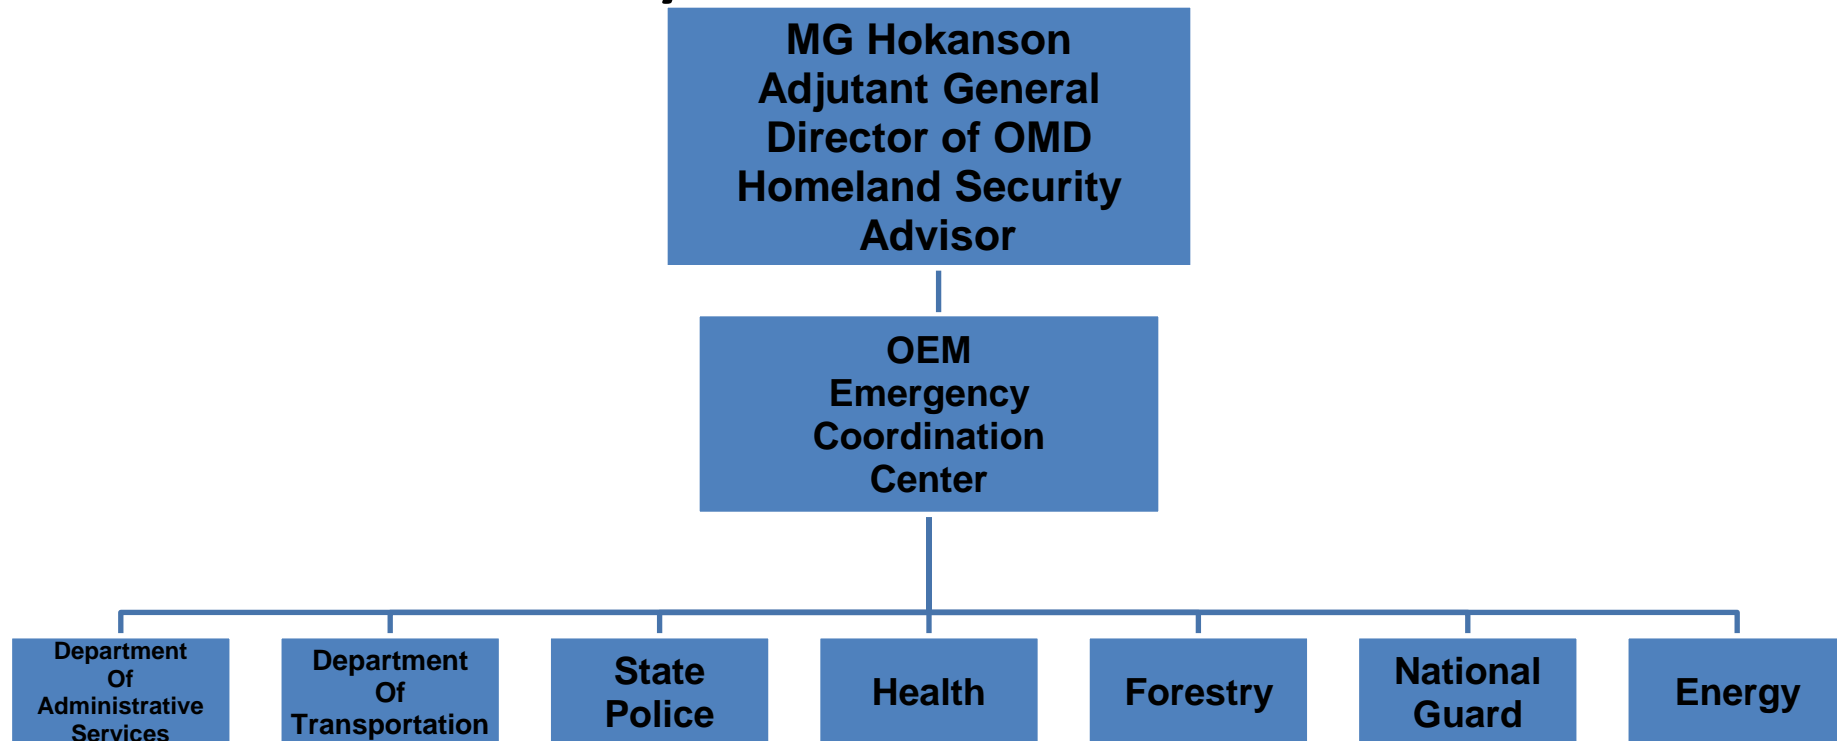 MG Hokanson
Adjutant General
Director of OMD
Homeland Security
Advisor
OEM
Emergency
Coordination
Center
Department
Of
Administrative
Services
Department
Of
Transportation
State
Police
Health
Forestry
National
Guard
Energy